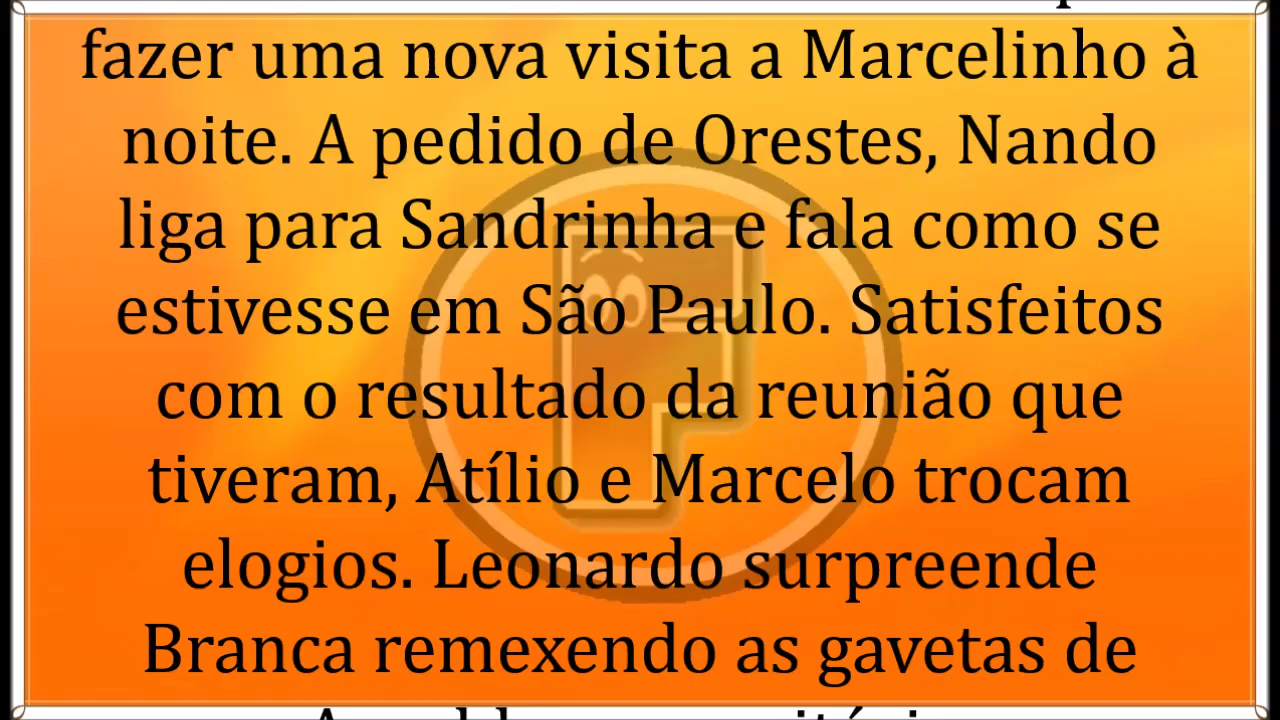 fazer uma nova visita a Marcelinho à
noite. A pedido de Orestes, Nando
liga para Sandrinha e fala como se
estivesse em São Paulo. Satisfeitos
com o resultado da reunião que
tiveram, Atílio e Marcelo trocam
elogios. Leonardo surpreende
Branca remexendo as gavetas de